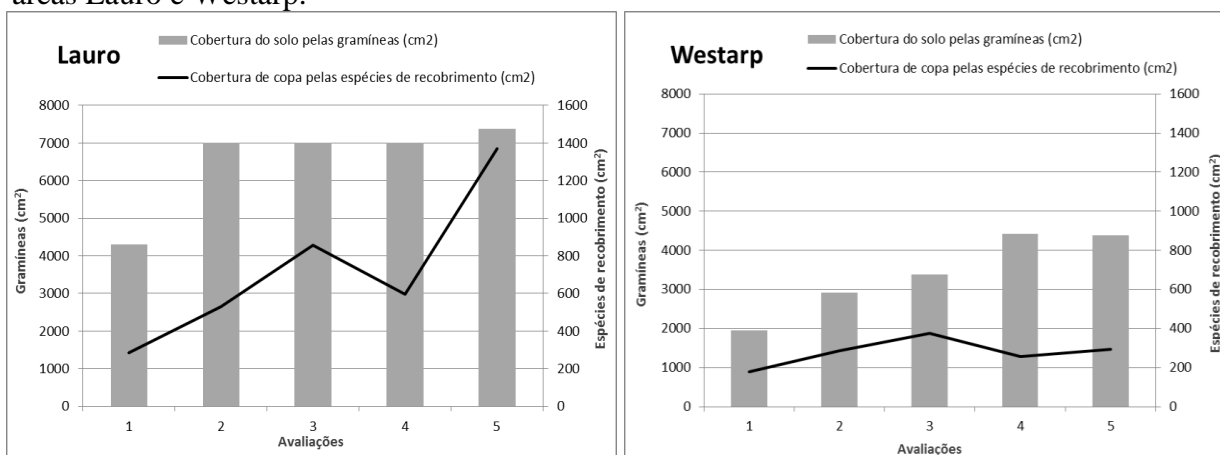 áreas Lauro e Westarp.
Lauro
Cobertura do solo pelas gramíneas (cm2)
Cobertura de copa pelas espécies de recobrimento (cm2)
Gramíneas (cm²)
8000
7000
6000
5000
4000
3000
2000
1000
0
1600
1400
1200
1000
800
600
400
200
0
Espécies de recobrimento (cm²)
1 2 3 4 5
Avaliações
Westarp
Cobertura do solo pelas gramíneas (cm2)
Cobertura de copa pelas espécies de recobrimento (cm2)
Gramíneas (cm²)
8000
7000
6000
5000
4000
3000
2000
1000
0
1600
1400
1200
1000
800
600
400
200
0
Espécies de recobrimento (cm²)
1 2 3 4 5
Avaliações